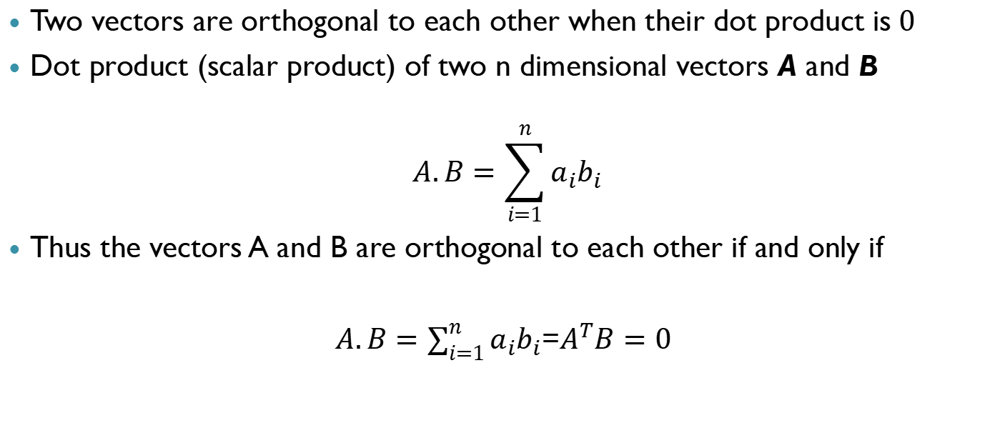 • Two vectors are orthogonal to each other when their dot product is 0
• Dot product (scalar product) of two n dimensional vectors A and B
A. B = ∑_{i=1}^{n} a_i b_i
• Thus the vectors A and B are orthogonal to each other if and only if
A. B = ∑_{i=1}^{n} a_i b_i=A^T B = 0